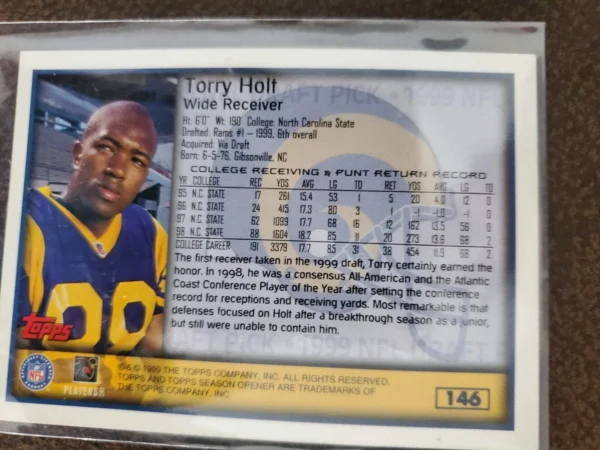 Torry Holt
Wide Receiver
AFT PICK • 1999 NFL
Ht: 6'0" Wt: 190 College: North Carolina State
Drafted: Rams #1 – 1999, 6th overall
Acquired: Via Draft
Born: 6-5-76, Gibsonville, NC
COLLEGE RECEIVING & PUNT RETURN RECORD
YR COLLEGE REC YDS AVG LG TD RET YDS AVG LG TD
95 N.C. STATE 17 261 15.4 53 1 5 20 4.0 12 0
96 N.C. STATE 24 415 17.3 80 3 – -1 -1.0 -1 0
97 N.C. STATE 62 1099 17.7 68 16 12 162 13.5 56 0
98 N.C. STATE 88 1604 18.2 85 11 20 273 13.6 68 2
COLLEGE CAREER 191 3379 17.7 85 31 38 454 11.9 68 2
The first receiver taken in the 1999 draft, Torry certainly earned the
honor. In 1998, he was a consensus All-American and the Atlantic
Coast Conference Player of the Year after setting the conference
record for receptions and receiving yards. Most remarkable is that
defenses focused on Holt after a breakthrough season as a junior,
but still were unable to contain him.
Topps
NFL
PLAYERS
®& © 1999 THE TOPPS COMPANY, INC. ALL RIGHTS RESERVED.
TOPPS AND TOPPS SEASON OPENER ARE TRADEMARKS OF
THE TOPPS COMPANY, INC
146